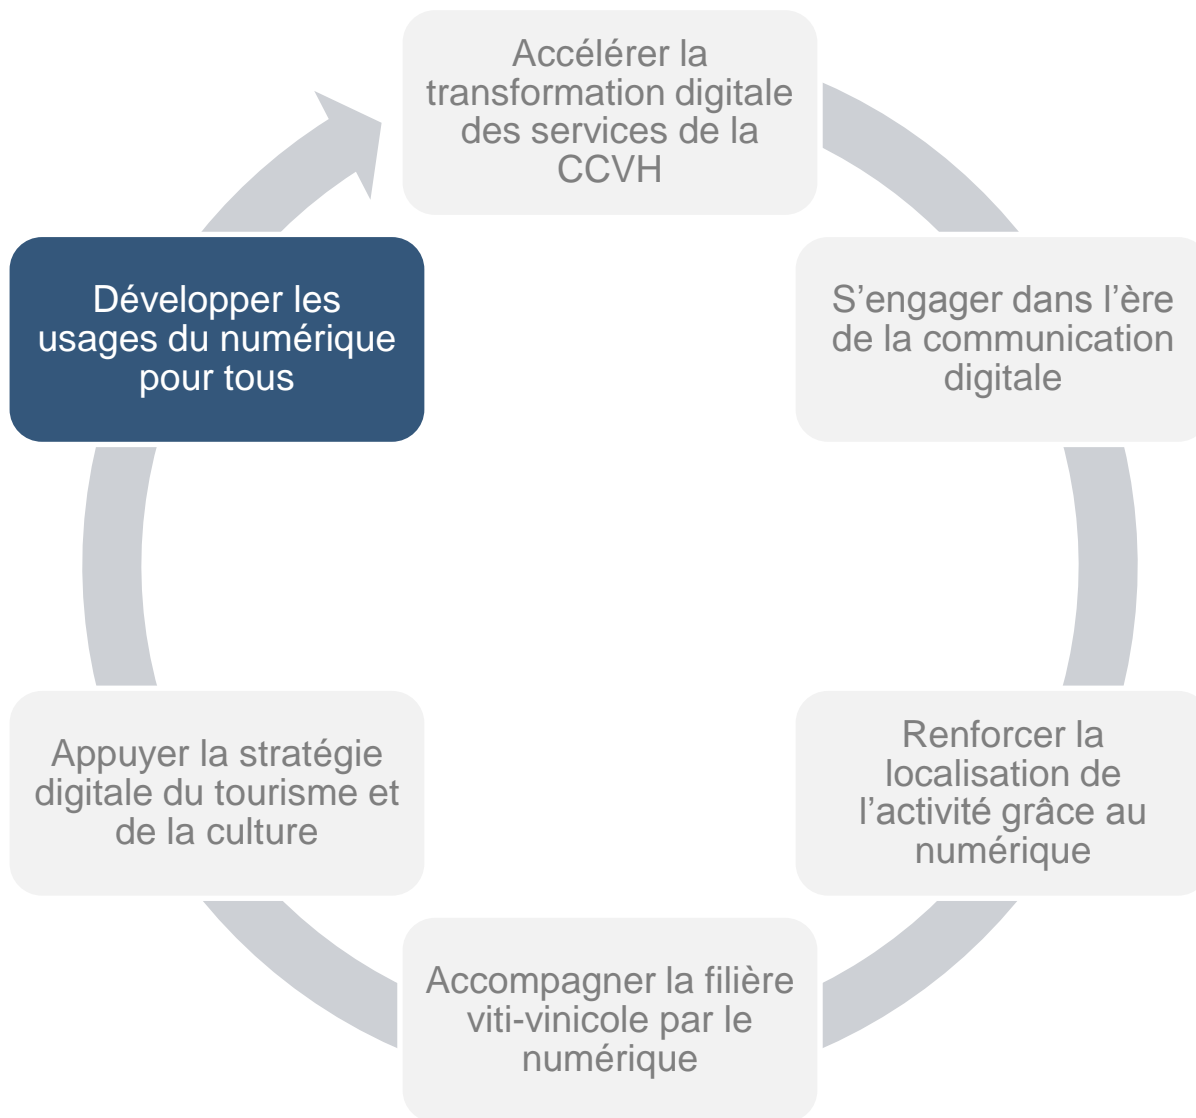 Accélérer la
transformation digitale
des services de la
CCVH
S’engager dans l’ère
de la communication
digitale
Renforcer la
localisation de
l’activité grâce au
numérique
Accompagner la filière
viti-vinicole par le
numérique
Appuyer la stratégie
digitale du tourisme et
de la culture
Développer les
usages du numérique
pour tous